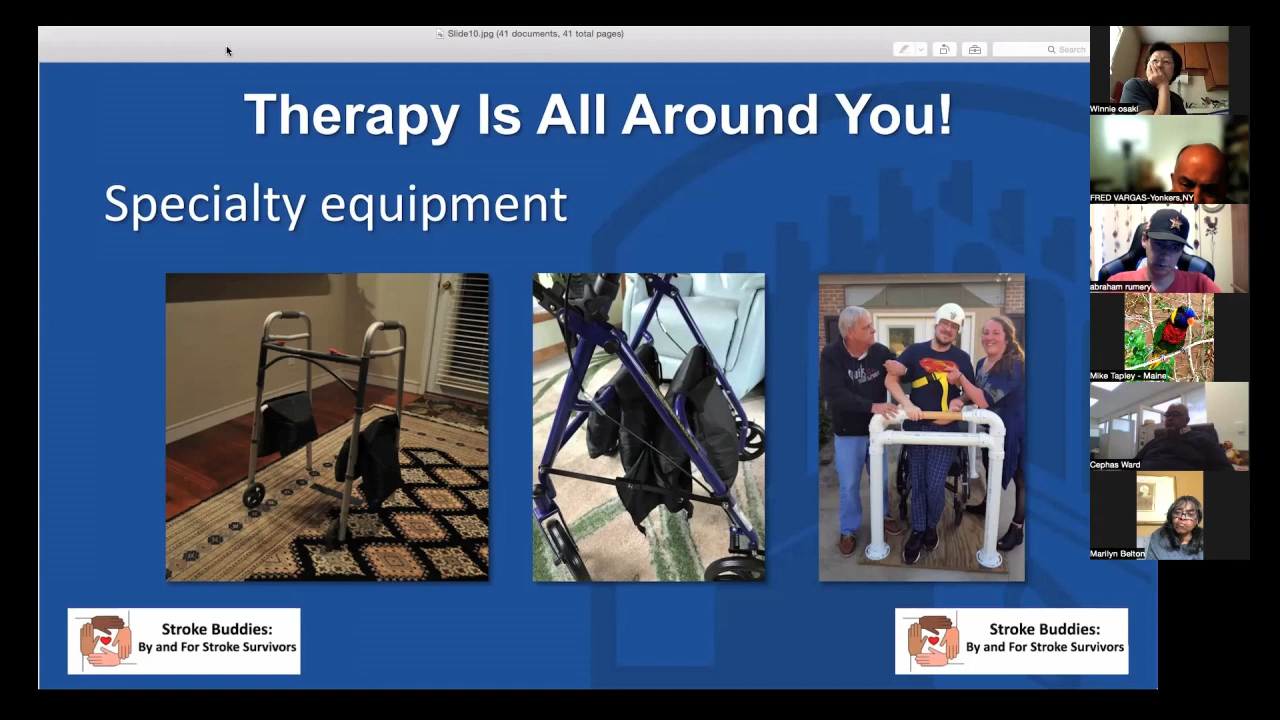 Slide10.jpg (41 documents, 41 total pages)
Search
Therapy Is All Around You!
Specialty equipment
Stroke Buddies:
By and For Stroke Survivors
Stroke Buddies:
By and For Stroke Survivors
Winnie osaki
FRED VARGAS-Yonkers,NY
abraham rumery
Mike Tapley - Maine
Cephas Ward
Marilyn Belton